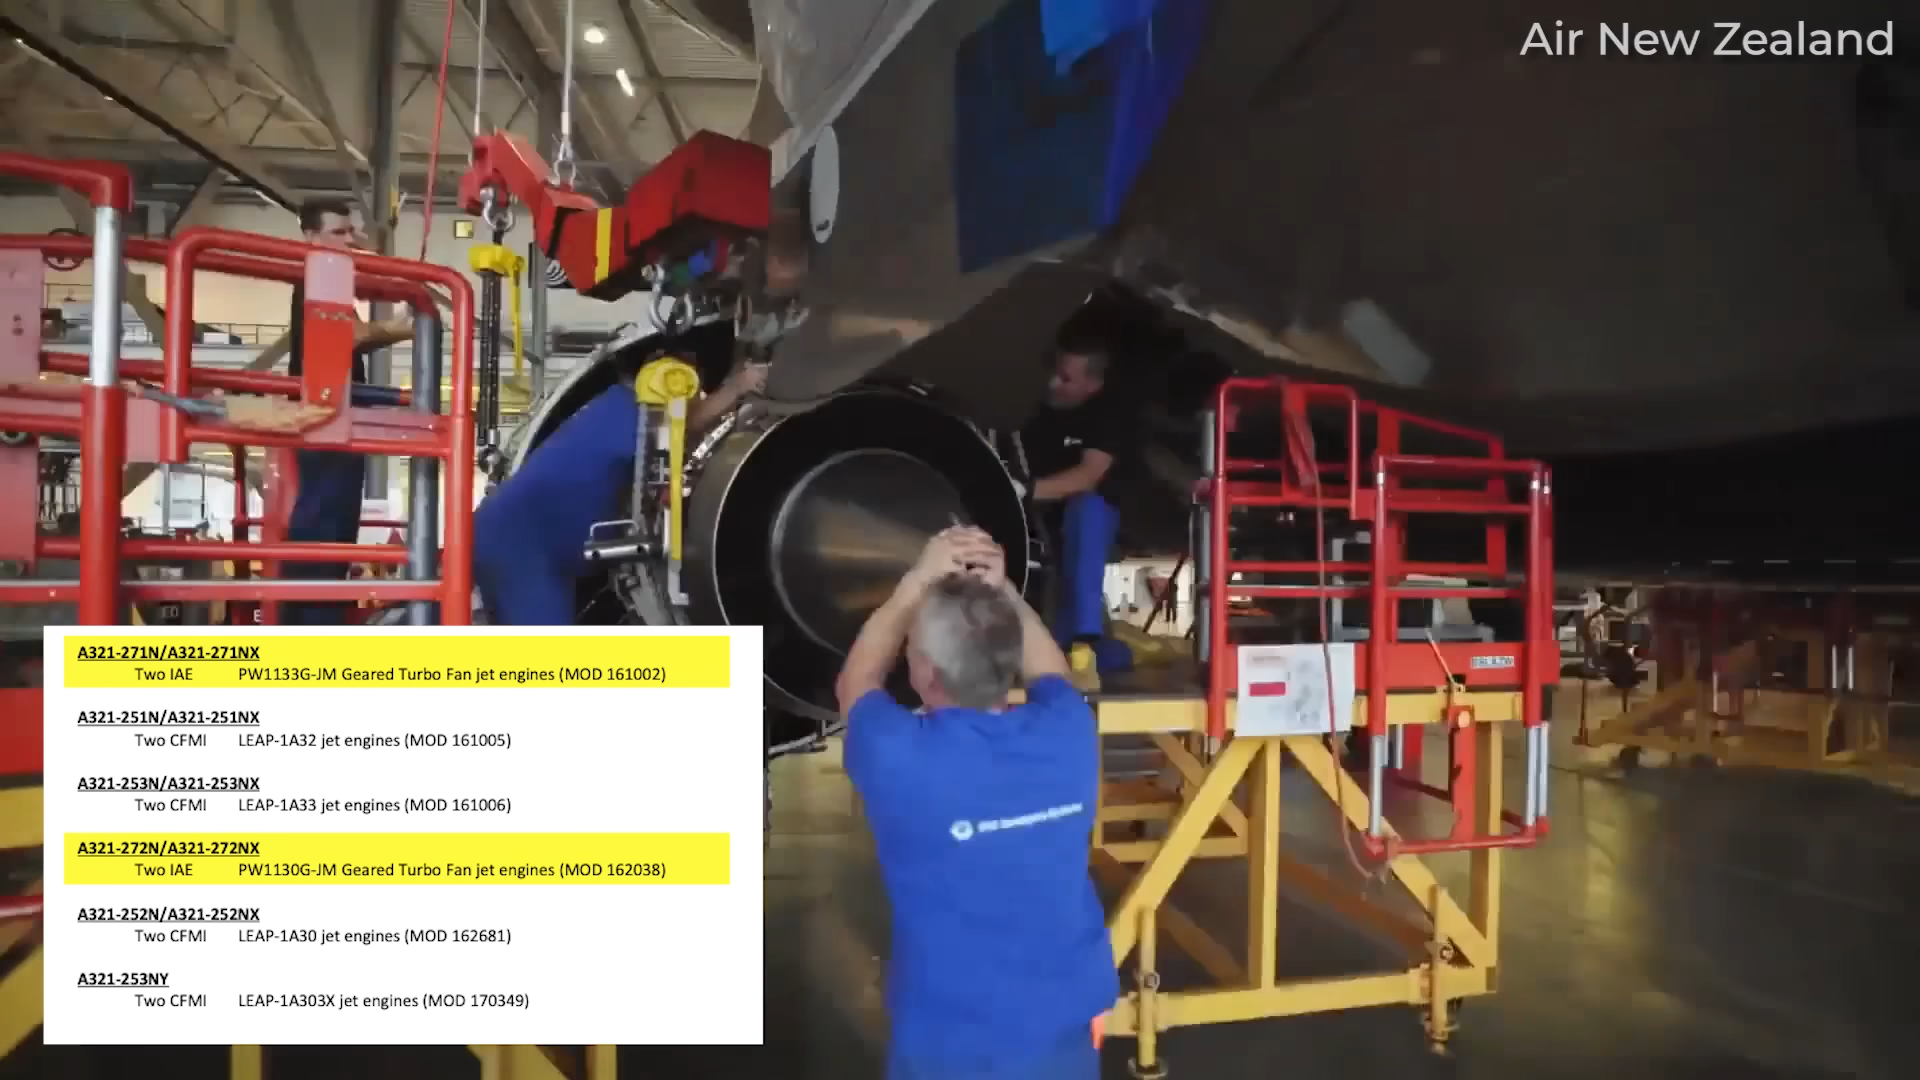 Air New Zealand
A321-271N/A321-271NX
Two IAE PW1133G-JM Geared Turbo Fan jet engines (MOD 161002)
A321-251N/A321-251NX
Two CFMI LEAP-1A32 jet engines (MOD 161005)
A321-253N/A321-253NX
Two CFMI LEAP-1A33 jet engines (MOD 161006)
A321-272N/A321-272NX
Two IAE PW1130G-JM Geared Turbo Fan jet engines (MOD 162038)
A321-252N/A321-252NX
Two CFMI LEAP-1A30 jet engines (MOD 162681)
A321-253NY
Two CFMI LEAP-1A303X jet engines (MOD 170349)